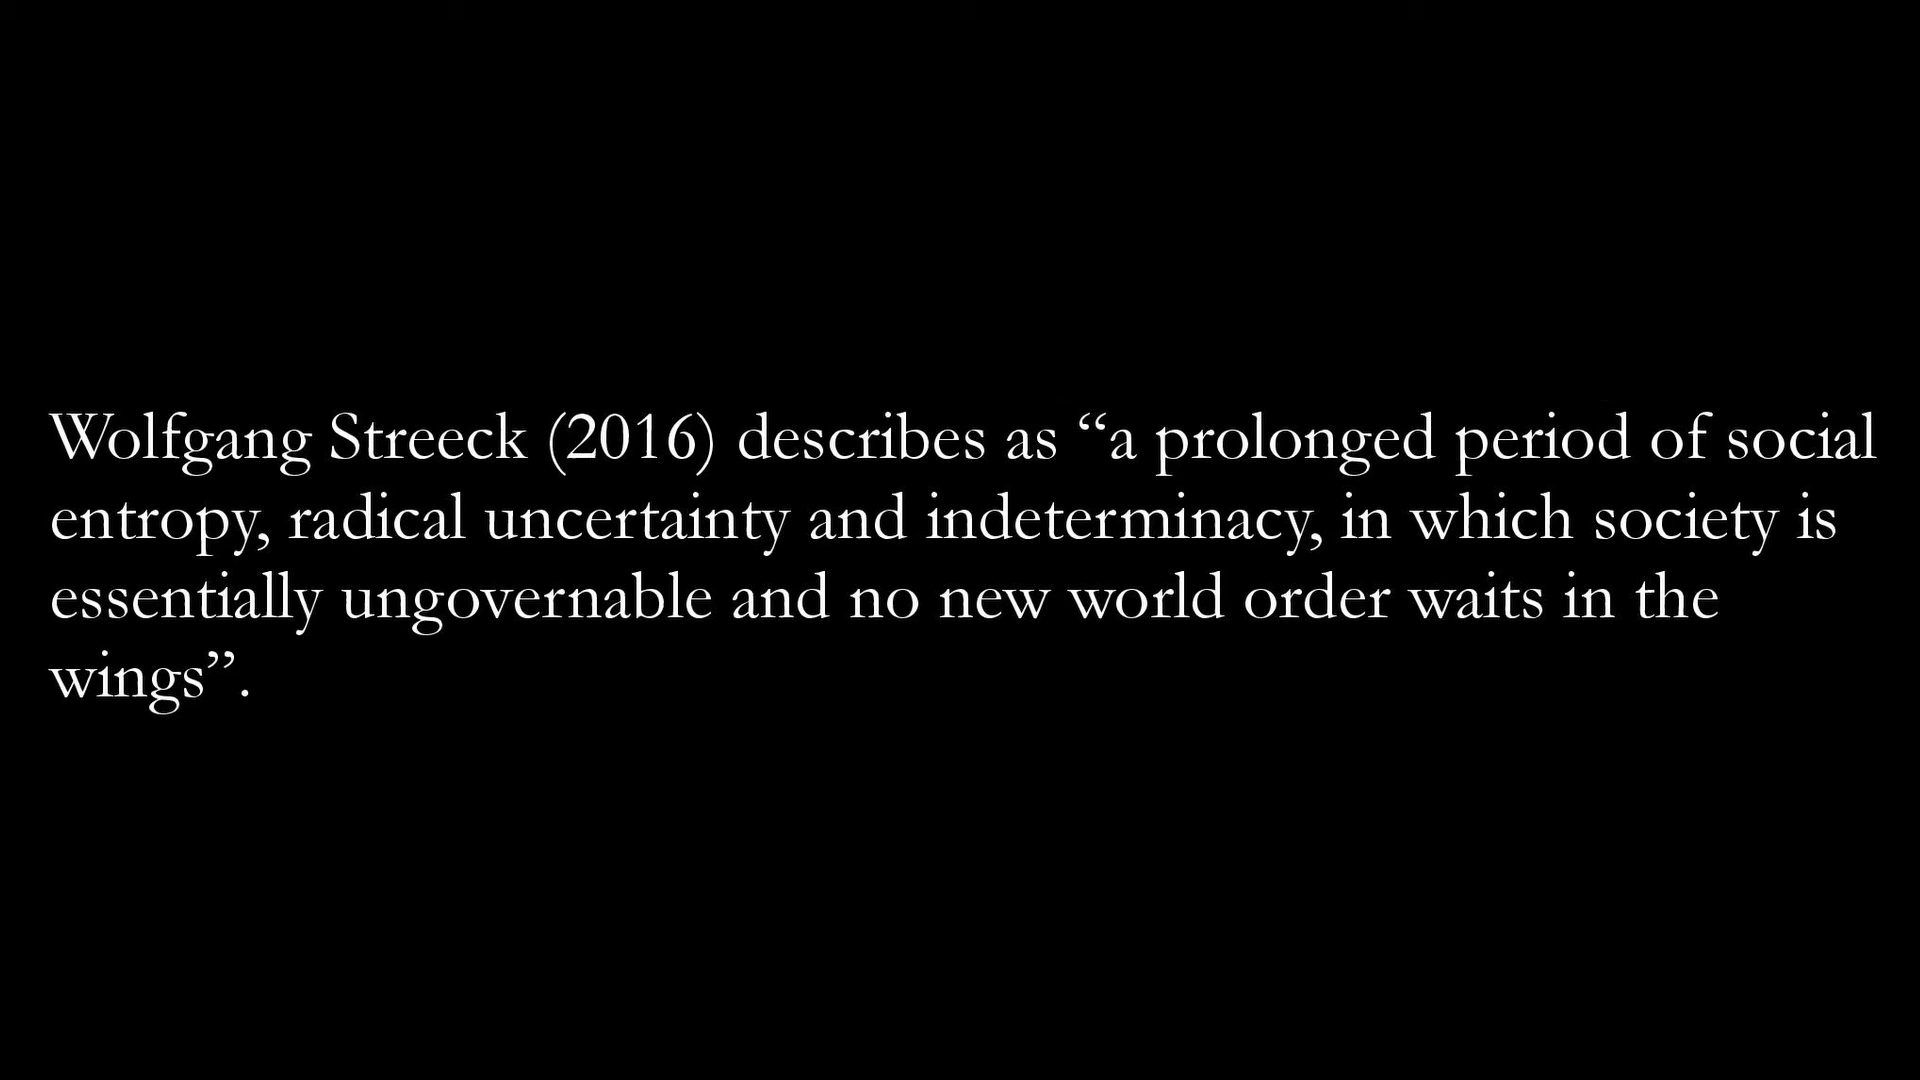 Wolfgang Streeck (2016) describes as “a prolonged period of social
entropy, radical uncertainty and indeterminacy, in which society is
essentially ungovernable and no new world order waits in the
wings”.